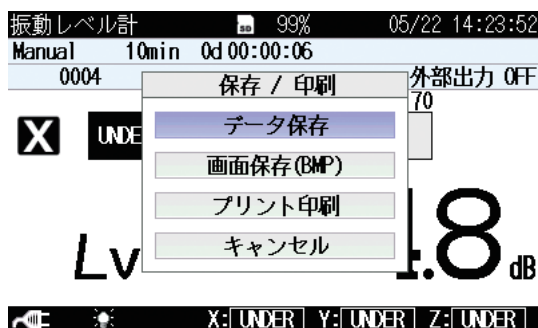 振動レベル計 SD 99% 05/22 14:23:52
Manual 10min 0d 00:00:06
0004 外部出力 OFF
保存 / 印刷
70
データ保存
X UNDE
画面保存(BMP)
プリント印刷
キャンセル
Lv .8 dB
X: UNDER Y: UNDER Z: UNDER